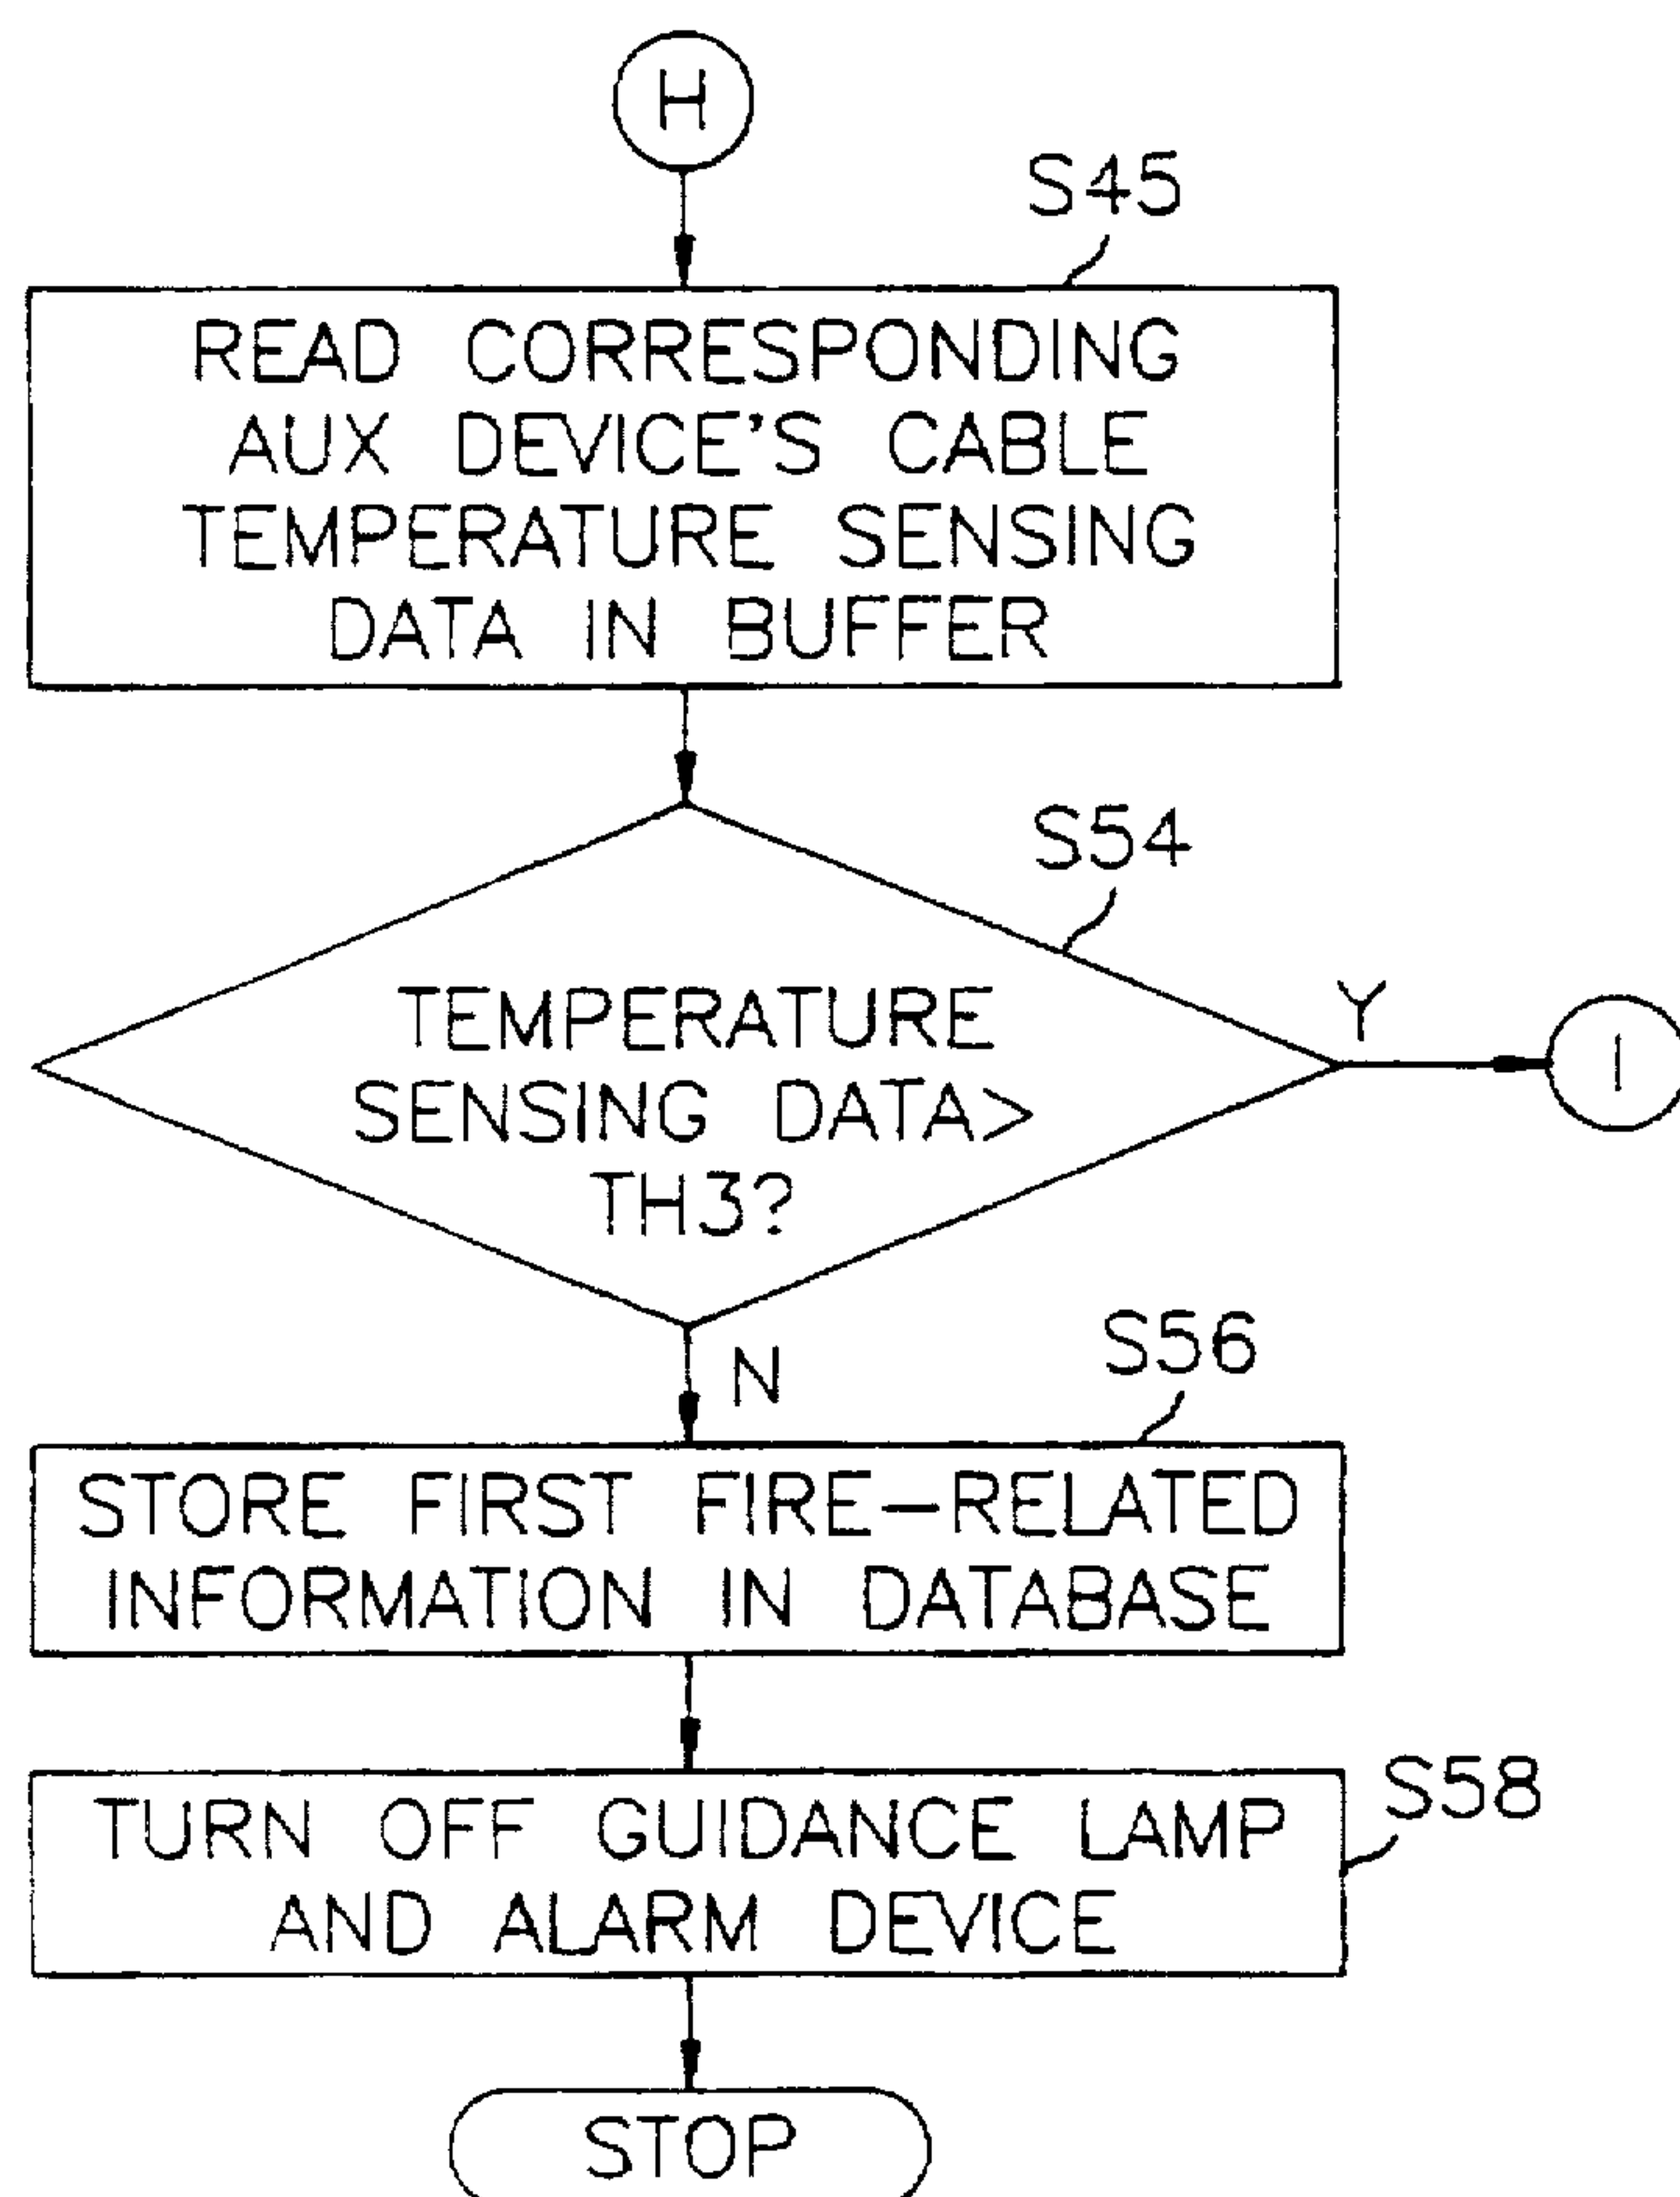 H
S45
READ CORRESPONDING
AUX DEVICE'S CABLE
TEMPERATURE SENSING
DATA IN BUFFER
S54
TEMPERATURE
SENSING DATA>
TH3?
Y
I
N
S56
STORE FIRST FIRE-RELATED
INFORMATION IN DATABASE
S58
TURN OFF GUIDANCE LAMP
AND ALARM DEVICE
STOP